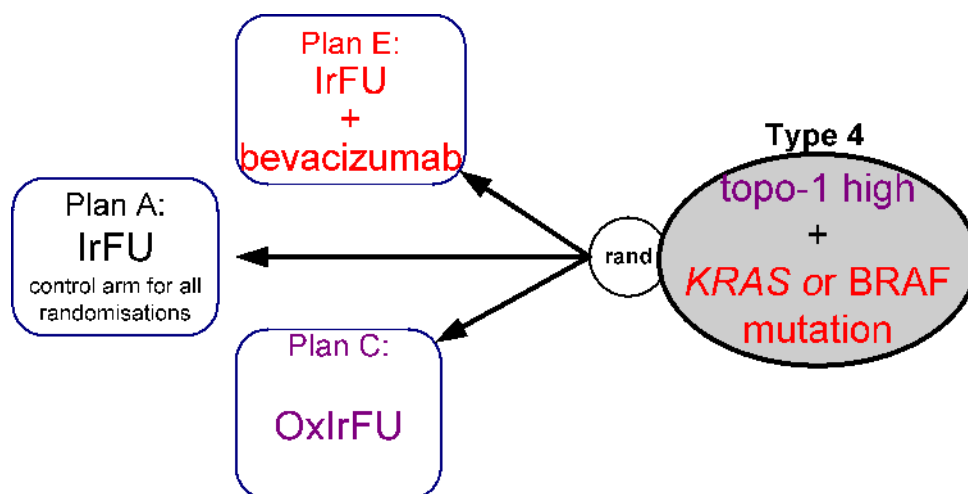 Plan E:
IrFU
+
bevacizumab
Type 4
topo-1 high
+
KRAS or BRAF
mutation
rand
Plan A:
IrFU
control arm for all
randomisations
Plan C:
OxIrFU